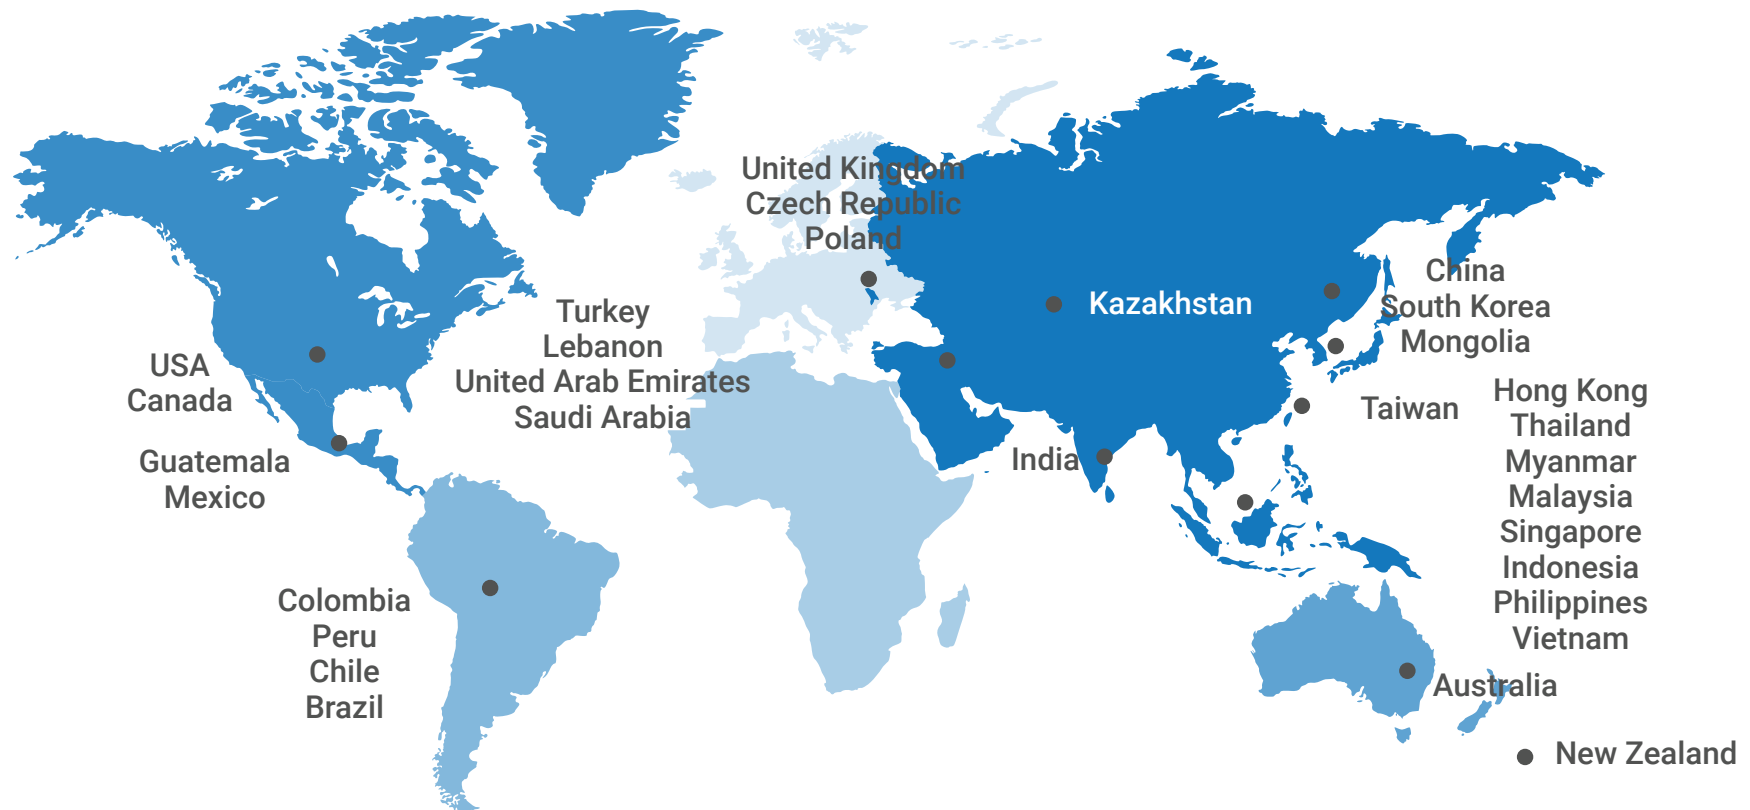 United Kingdom
Czech Republic
Poland
China
South Korea
Mongolia
Kazakhstan
Turkey
Lebanon
United Arab Emirates
Saudi Arabia
USA
Canada
Hong Kong
Thailand
Myanmar
Malaysia
Singapore
Indonesia
Philippines
Vietnam
Taiwan
India
Guatemala
Mexico
Colombia
Peru
Chile
Brazil
Australia
New Zealand